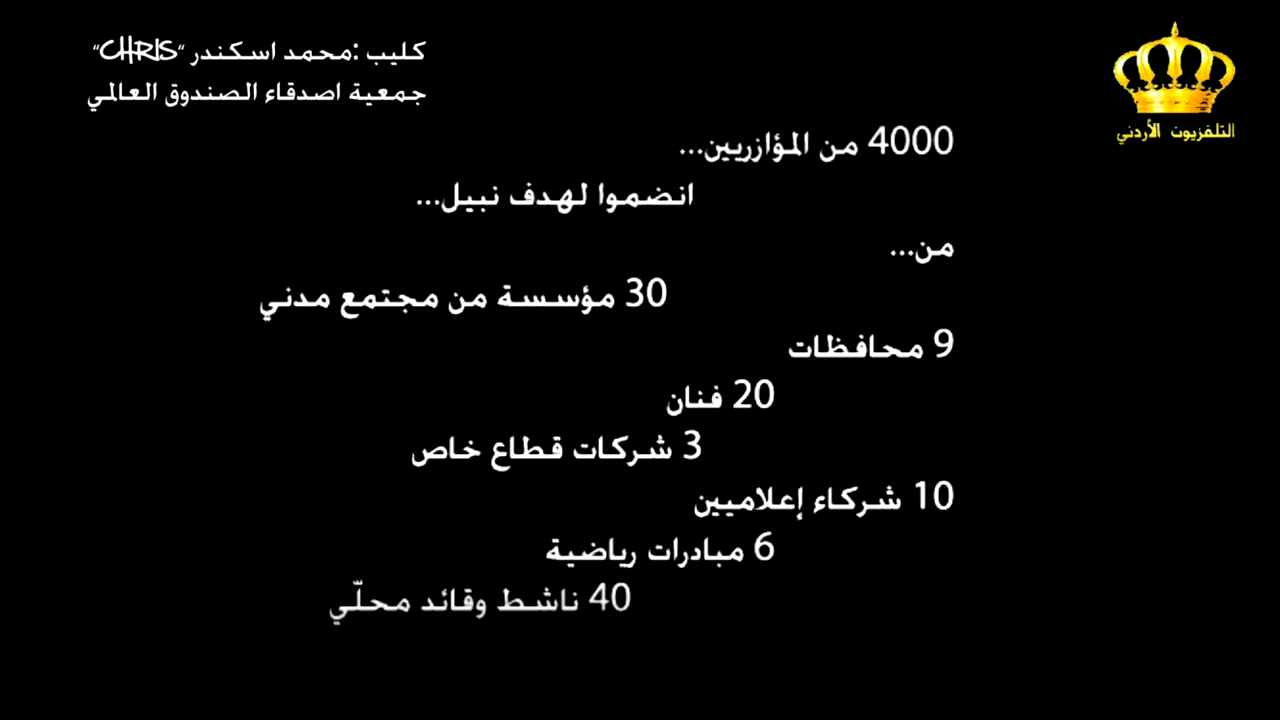 كليب :محمد اسكندر "CHRIS"
جمعية اصدقاء الصندوق العالمي
التلفزيون الأردني
4000 من المؤازريين...
انضموا لهدف نبيل...
من...
30 مؤسسة من مجتمع مدني
9 محافظات
20 فنان
3 شركات قطاع خاص
10 شركاء إعلاميين
6 مبادرات رياضية
40 ناشط وقائد محلّي